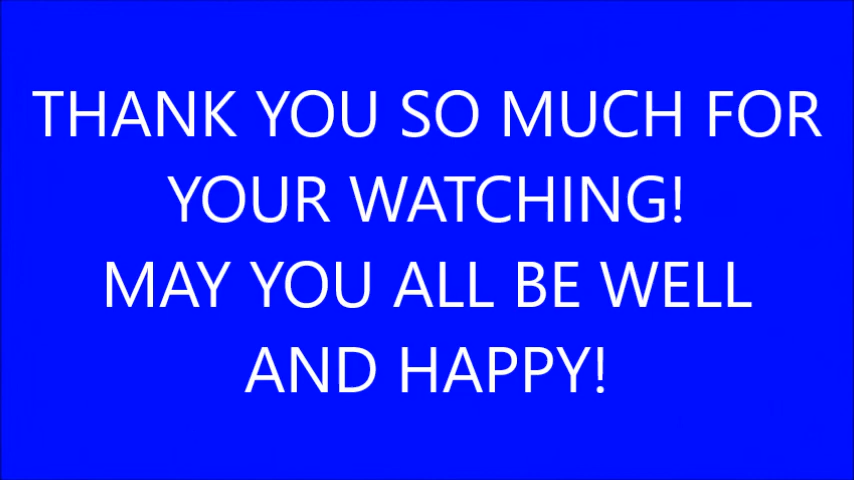 THANK YOU SO MUCH FOR
YOUR WATCHING!
MAY YOU ALL BE WELL
AND HAPPY!